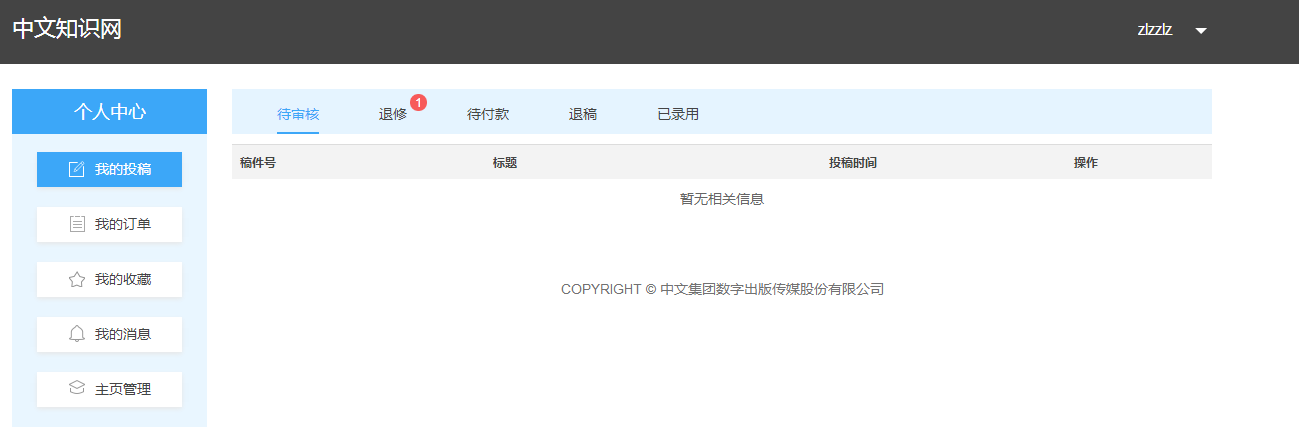 中文知识网
zlzzlz
个人中心
我的投稿
我的订单
我的收藏
我的消息
主页管理
待审核 退修 1 待付款 退稿 已录用
稿件号 标题 投稿时间 操作
暂无相关信息
COPYRIGHT © 中文集团数字出版传媒股份有限公司